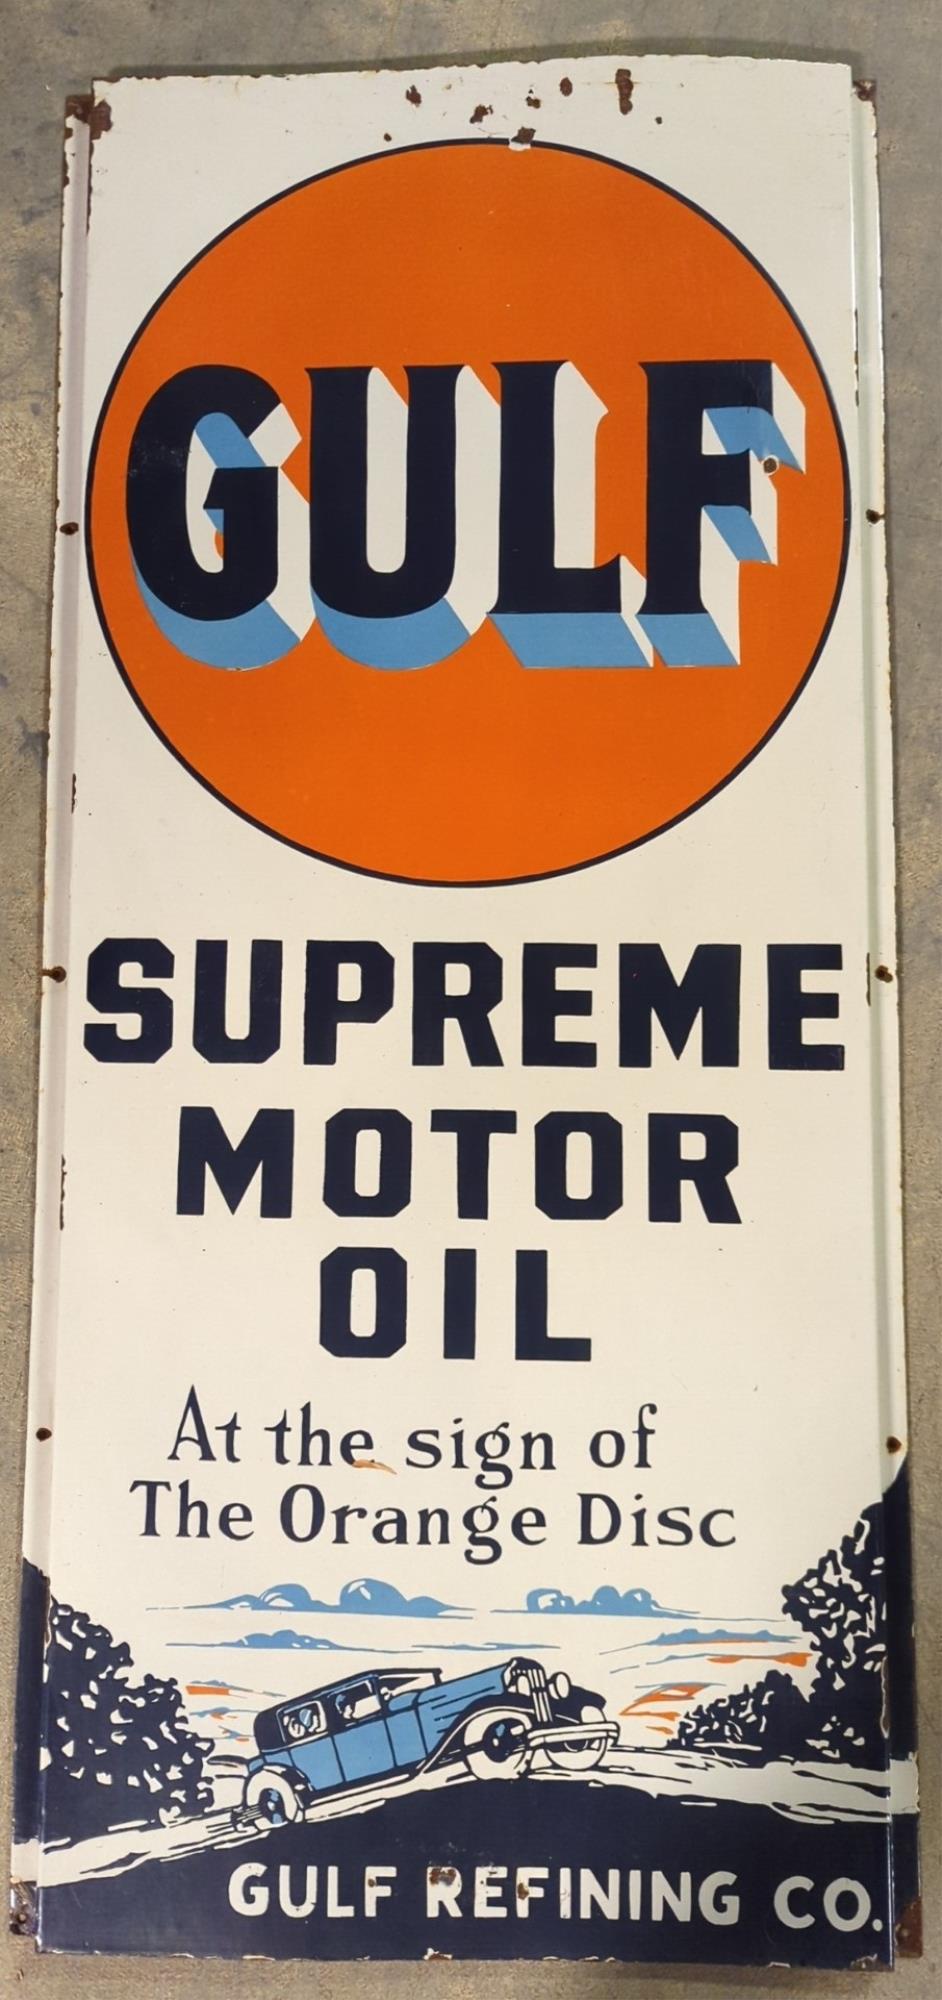 GULF
SUPREME
MOTOR
OIL
At the sign of
The Orange Disc
GULF REFINING CO.